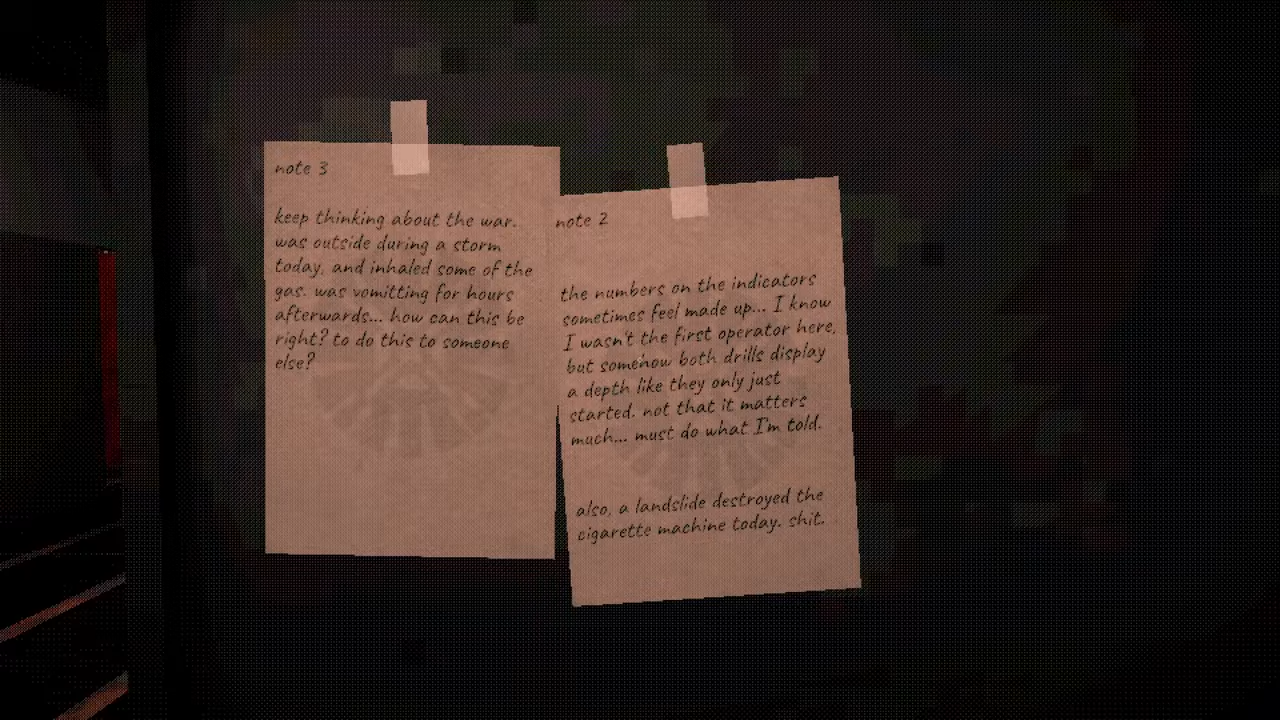 note 3
keep thinking about the war.
was outside during a storm
today, and inhaled some of the
gas. was vomitting for hours
afterwards... how can this be
right? to do this to someone
else?
note 2
the numbers on the indicators
sometimes feel made up... I know
I wasn't the first operator here,
but somehow both drills display
a depth like they only just
started. not that it matters
much... must do what I'm told.
also, a landslide destroyed the
cigarette machine today. shit.